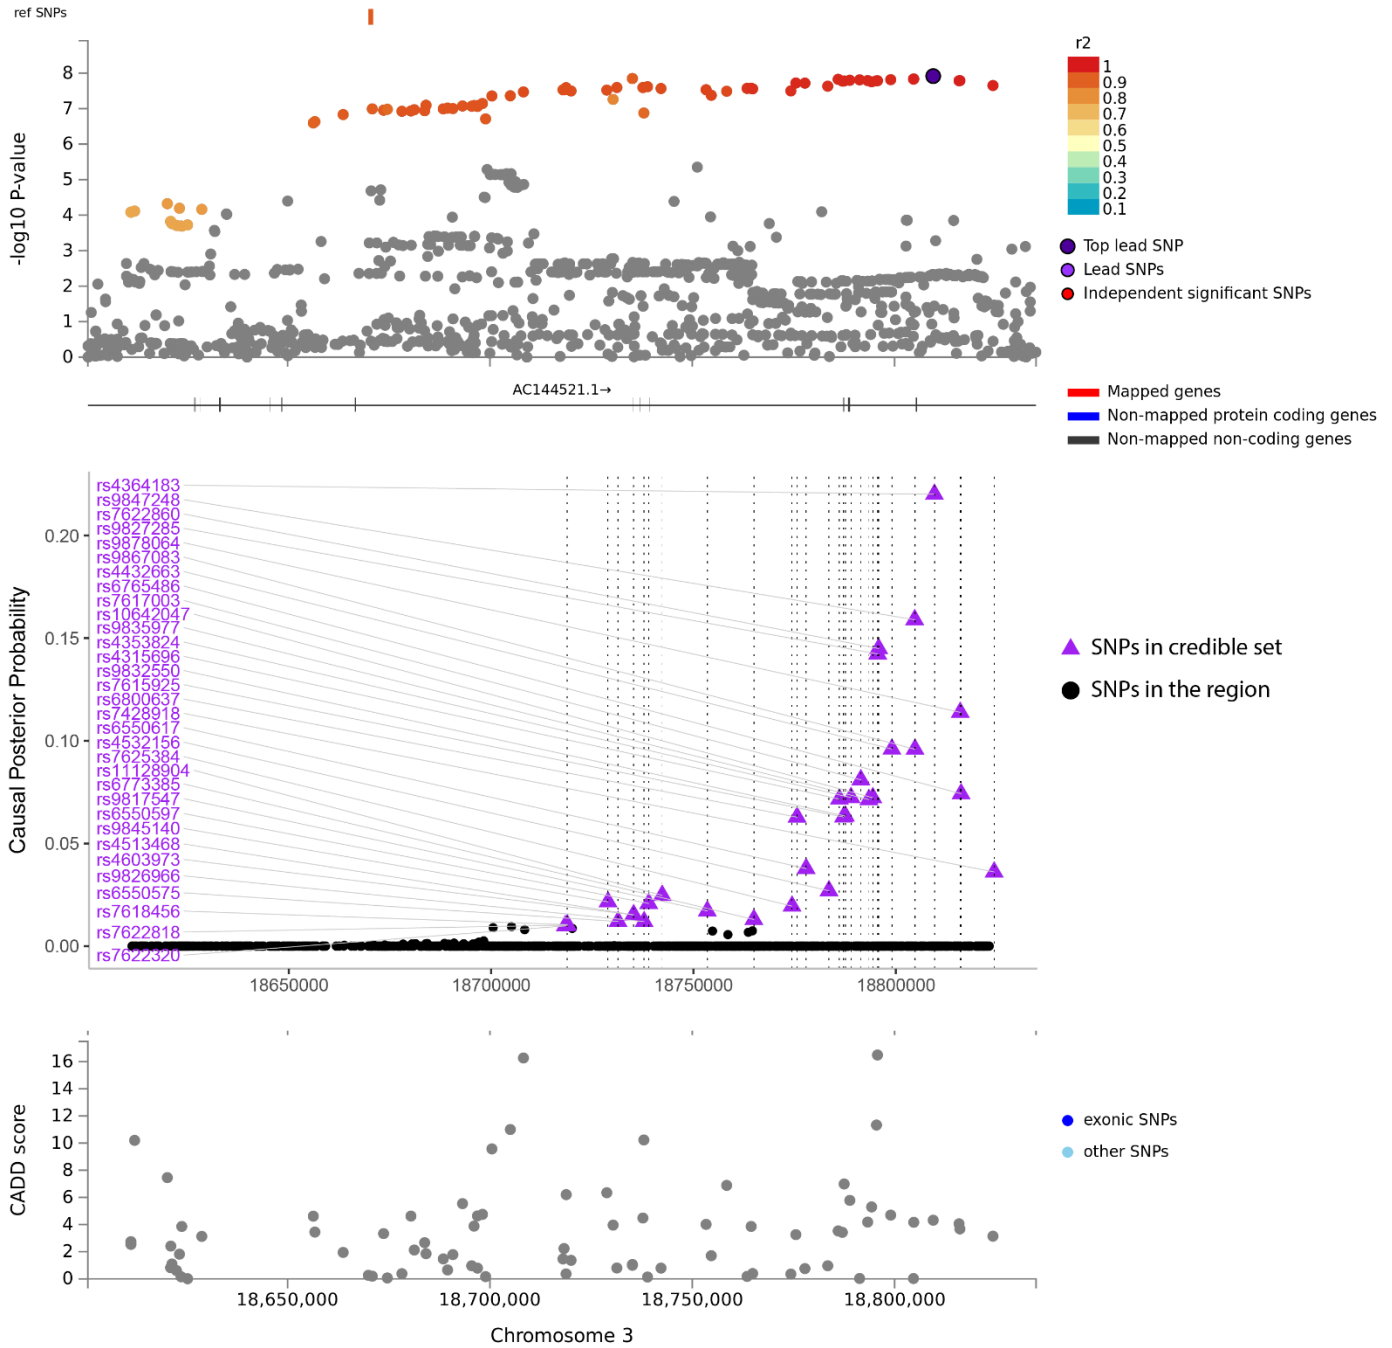 ref SNPs
r2
8
7
6
5
4
3
2
1
0
-log10 P-value
1
0.9
0.8
0.7
0.6
0.5
0.4
0.3
0.2
0.1
Top lead SNP
Lead SNPs
Independent significant SNPs
AC144521.1→
Mapped genes
Non-mapped protein coding genes
Non-mapped non-coding genes
rs4364183
rs9847248
rs7622860
rs9827285
rs9878064
rs9867083
rs4432663
rs6765486
rs7617003
rs10642047
rs9835977
rs4353824
rs4315696
rs9832550
rs7615925
rs6800637
rs7428918
rs6550617
rs4532156
rs7625384
rs11128904
rs6773385
rs9817547
rs6550597
rs9845140
rs4513468
rs4603973
rs9826966
rs6550575
rs7618456
rs7622818
rs7622320
0.20
0.15
0.10
0.05
0.00
Causal Posterior Probability
SNPs in credible set
SNPs in the region
18650000 18700000 18750000 18800000
16
14
12
10
8
6
4
2
0
CADD score
exonic SNPs
other SNPs
18,650,000 18,700,000 18,750,000 18,800,000
Chromosome 3